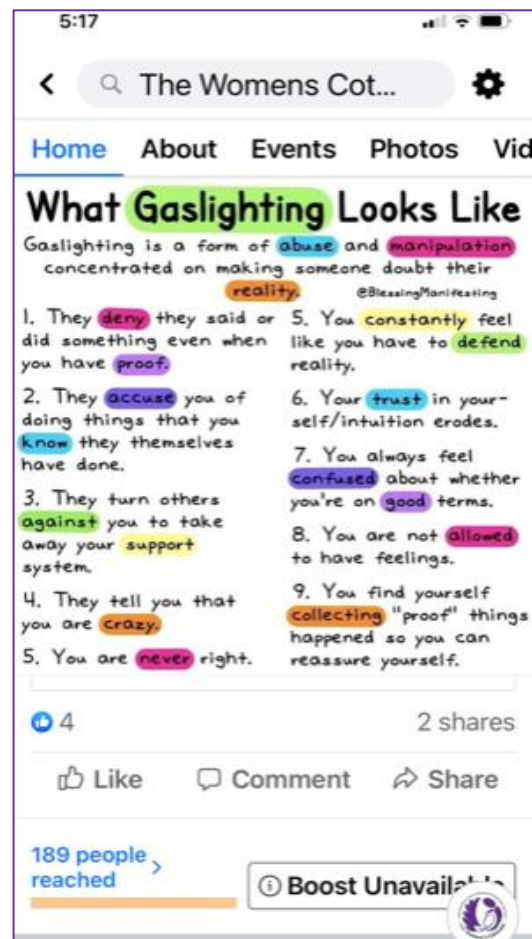 5:17
The Womens Cot...
Home About Events Photos Vid
What Gaslighting Looks Like
Gaslighting is a form of abuse and manipulation
concentrated on making someone doubt their
reality.
@BlessingManifesting
1. They deny they said or
did something even when
you have proof.
2. They accuse you of
doing things that you
know they themselves
have done.
3. They turn others
against you to take
away your support
system.
4. They tell you that
you are crazy.
5. You are never right.
5. You constantly feel
like you have to defend
reality.
6. Your trust in your-
self/intuition erodes.
7. You always feel
confused about whether
you're on good terms.
8. You are not allowed
to have feelings.
9. You find yourself
collecting "proof" things
happened so you can
reassure yourself.
4
2 shares
Like Comment Share
189 people
reached
Boost